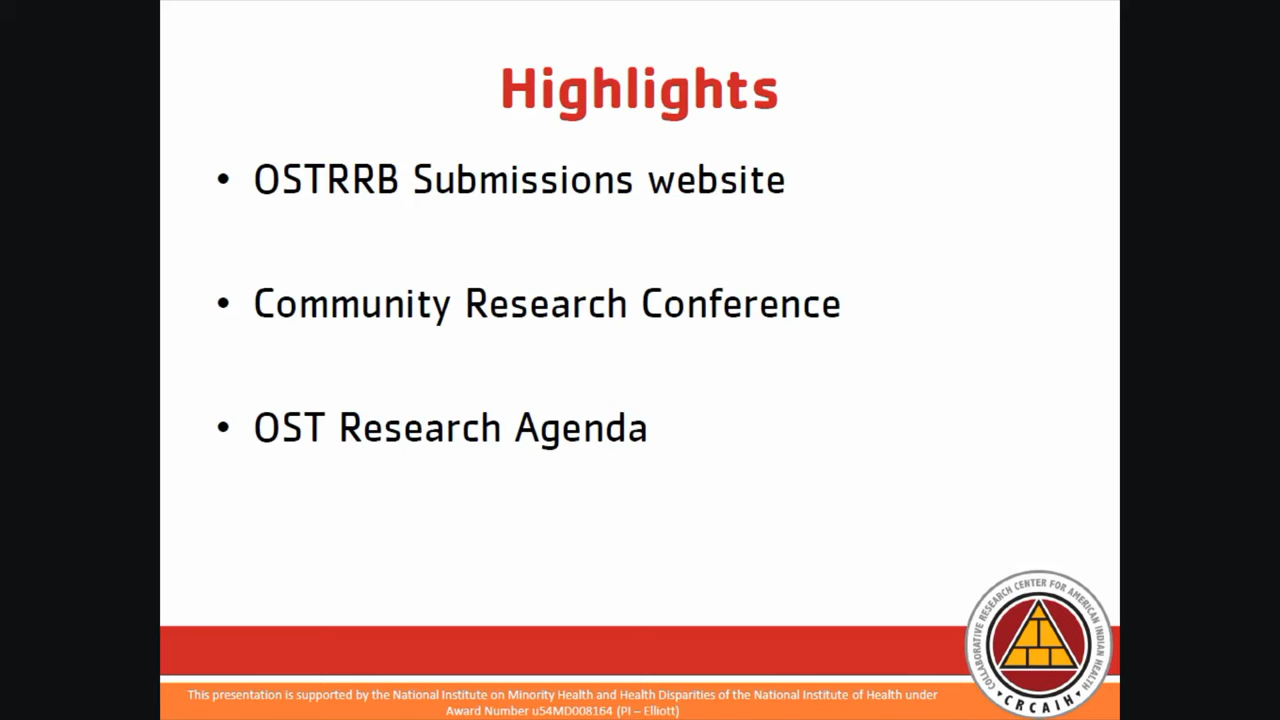 Highlights
• OSTRRB Submissions website
• Community Research Conference
• OST Research Agenda
COLLABORATIVE RESEARCH CENTER FOR AMERICAN INDIAN HEALTH
CRCAIH
This presentation is supported by the National Institute on Minority Health and Health Disparities of the National Institute of Health under
Award Number u54MD008164 (PI – Elliott)